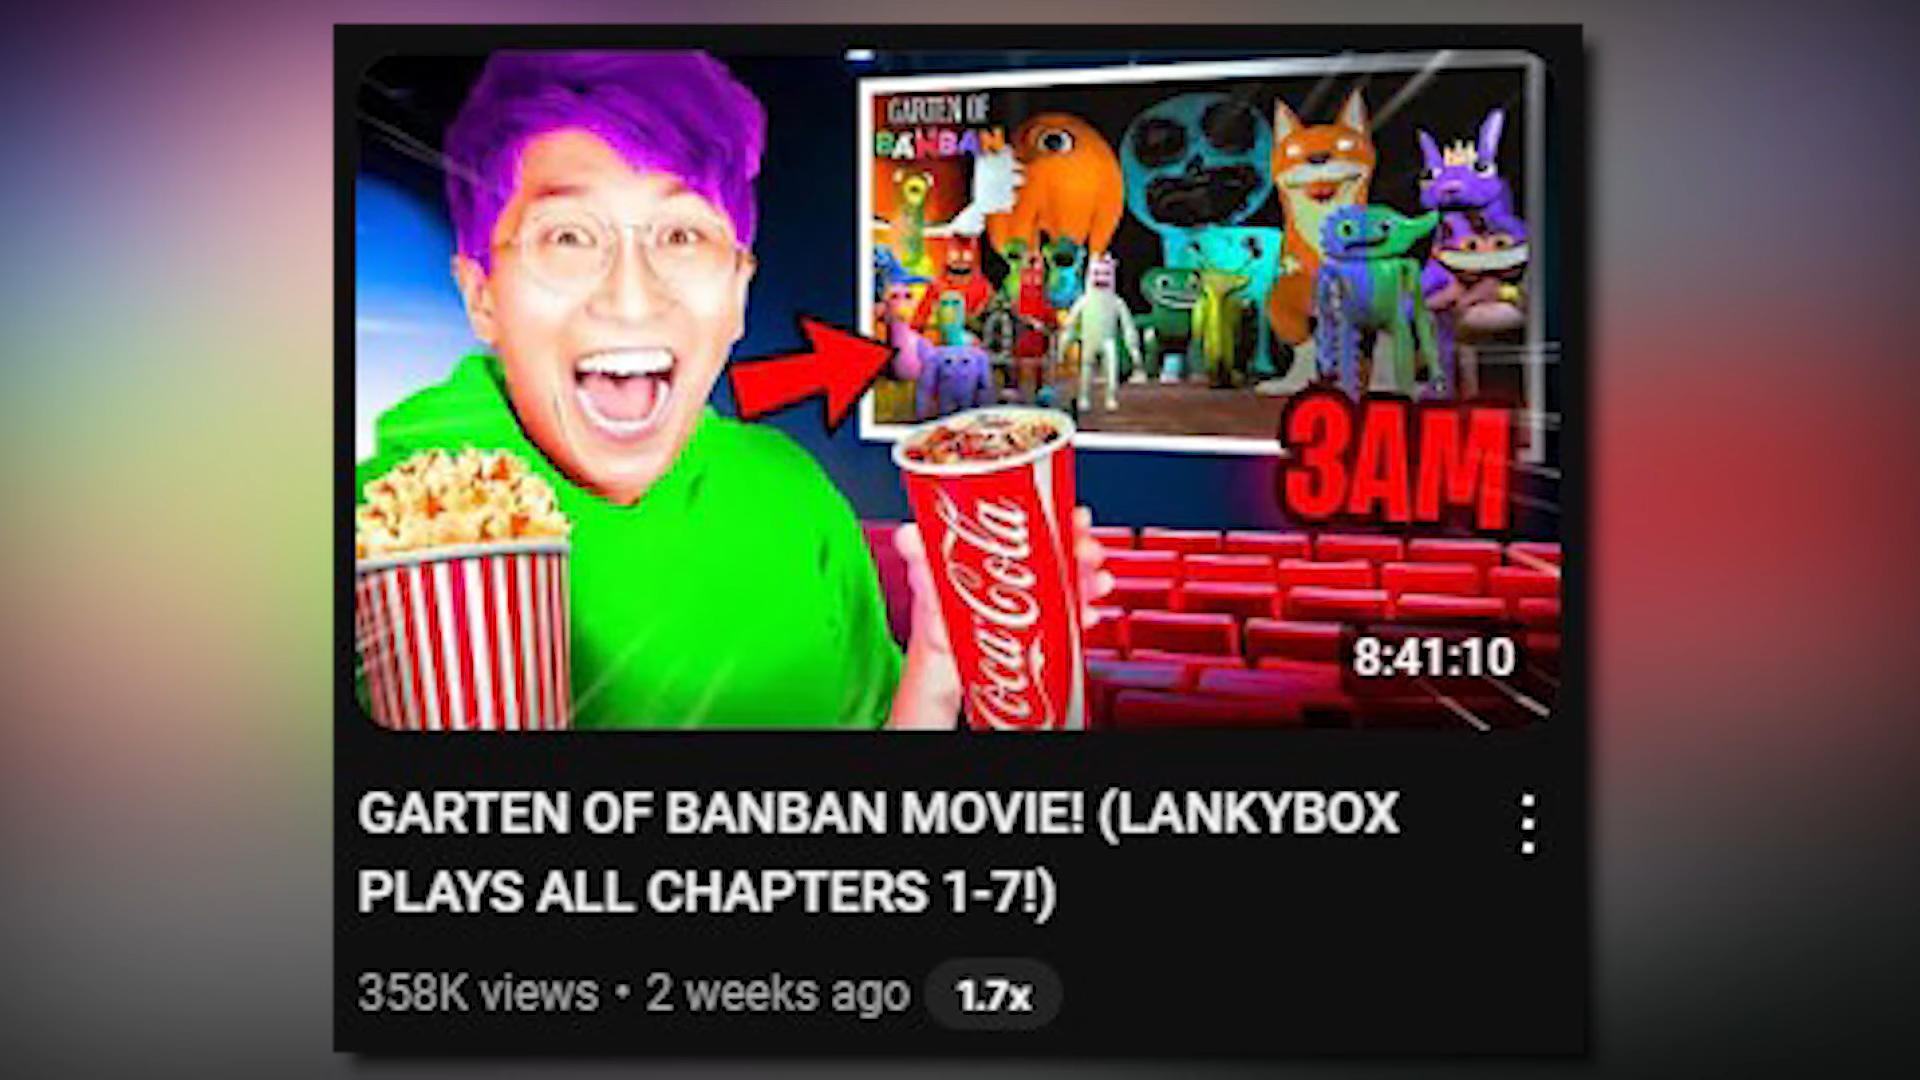 GARTEN OF
BANBAN
3AM
Coca-Cola
8:41:10
GARTEN OF BANBAN MOVIE! (LANKYBOX
PLAYS ALL CHAPTERS 1-7!)
358K views • 2 weeks ago 1.7x